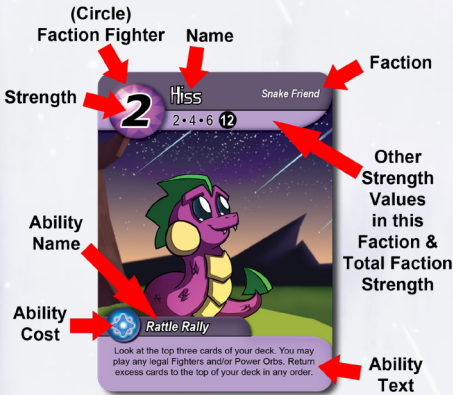 (Circle)
Faction Fighter
Name
Faction
Strength
2
Hiss
Snake Friend
2•4•6 12
Other
Strength
Values
in this
Faction &
Total Faction
Strength
Ability
Name
Ability
Cost
Rattle Rally
Look at the top three cards of your deck. You may
play any legal Fighters and/or Power Orbs. Return
excess cards to the top of your deck in any order.
Ability
Text